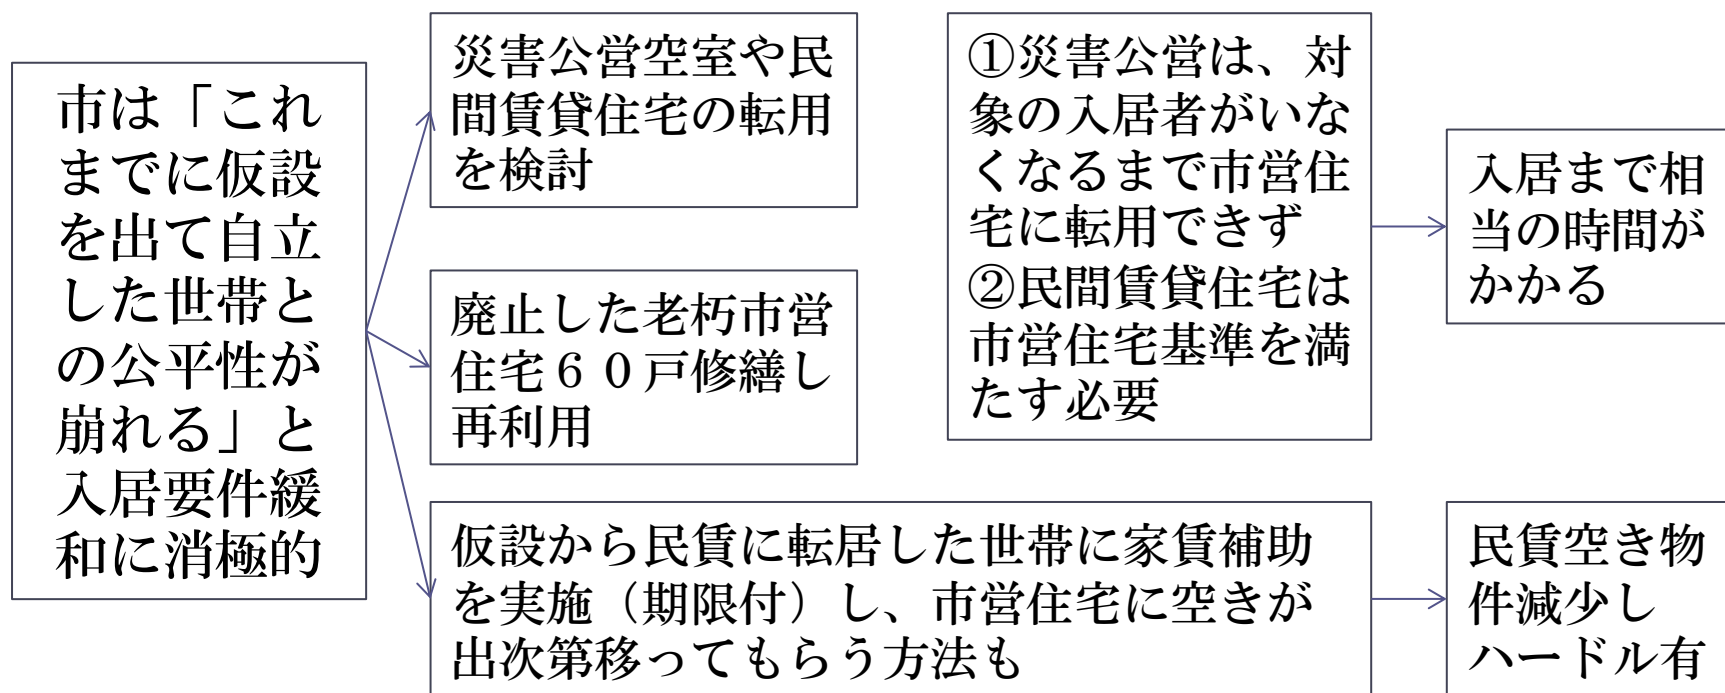 市は「これ
までに仮設
を出て自立
した世帯と
の公平性が
崩れる」と
入居要件緩
和に消極的
災害公営空室や民
間賃貸住宅の転用
を検討
廃止した老朽市営
住宅６０戸修繕し
再利用
仮設から民賃に転居した世帯に家賃補助
を実施（期限付）し、市営住宅に空きが
出次第移ってもらう方法も
①災害公営は、対
象の入居者がいな
くなるまで市営住
宅に転用できず
②民間賃貸住宅は
市営住宅基準を満
たす必要
入居まで相
当の時間が
かかる
民賃空き物
件減少し
ハードル有